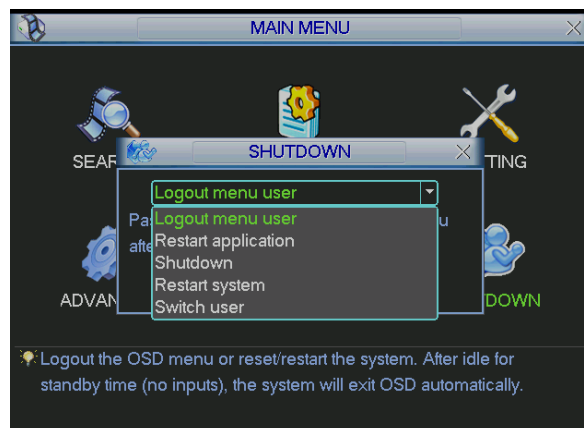 MAIN MENU
SEAR
TING
SHUTDOWN
Logout menu user
Pa
u
Logout menu user
afte
Restart application
Shutdown
Restart system
Switch user
ADVAN
DOWN
Logout the OSD menu or reset/restart the system. After idle for
standby time (no inputs), the system will exit OSD automatically.